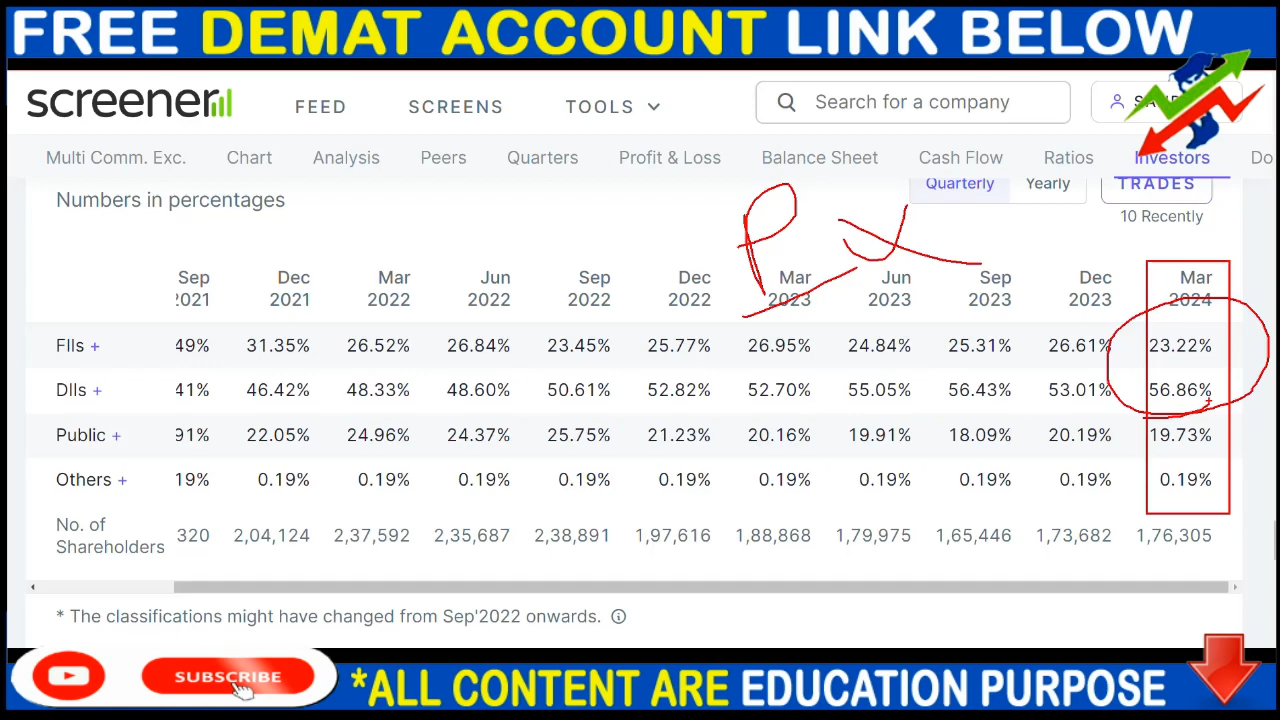 FREE DEMAT ACCOUNT LINK BELOW
screener FEED SCREENS TOOLS Search for a company
Multi Comm. Exc. Chart Analysis Peers Quarters Profit & Loss Balance Sheet Cash Flow Ratios Investors Do
Numbers in percentages Quarterly Yearly TRADES
10 Recently
Sep Dec Mar Jun Sep Dec Mar Jun Sep Dec Mar
2021 2021 2022 2022 2022 2022 2023 2023 2023 2023 2024
FIIs + 49% 31.35% 26.52% 26.84% 23.45% 25.77% 26.95% 24.84% 25.31% 26.61% 23.22%
DIIs + 41% 46.42% 48.33% 48.60% 50.61% 52.82% 52.70% 55.05% 56.43% 53.01% 56.86%
Public + 91% 22.05% 24.96% 24.37% 25.75% 21.23% 20.16% 19.91% 18.09% 20.19% 19.73%
Others + 19% 0.19% 0.19% 0.19% 0.19% 0.19% 0.19% 0.19% 0.19% 0.19% 0.19%
No. of
Shareholders 320 2,04,124 2,37,592 2,35,687 2,38,891 1,97,616 1,88,868 1,79,975 1,65,446 1,73,682 1,76,305
* The classifications might have changed from Sep'2022 onwards.
SUBSCRIBE *ALL CONTENT ARE EDUCATION PURPOSE